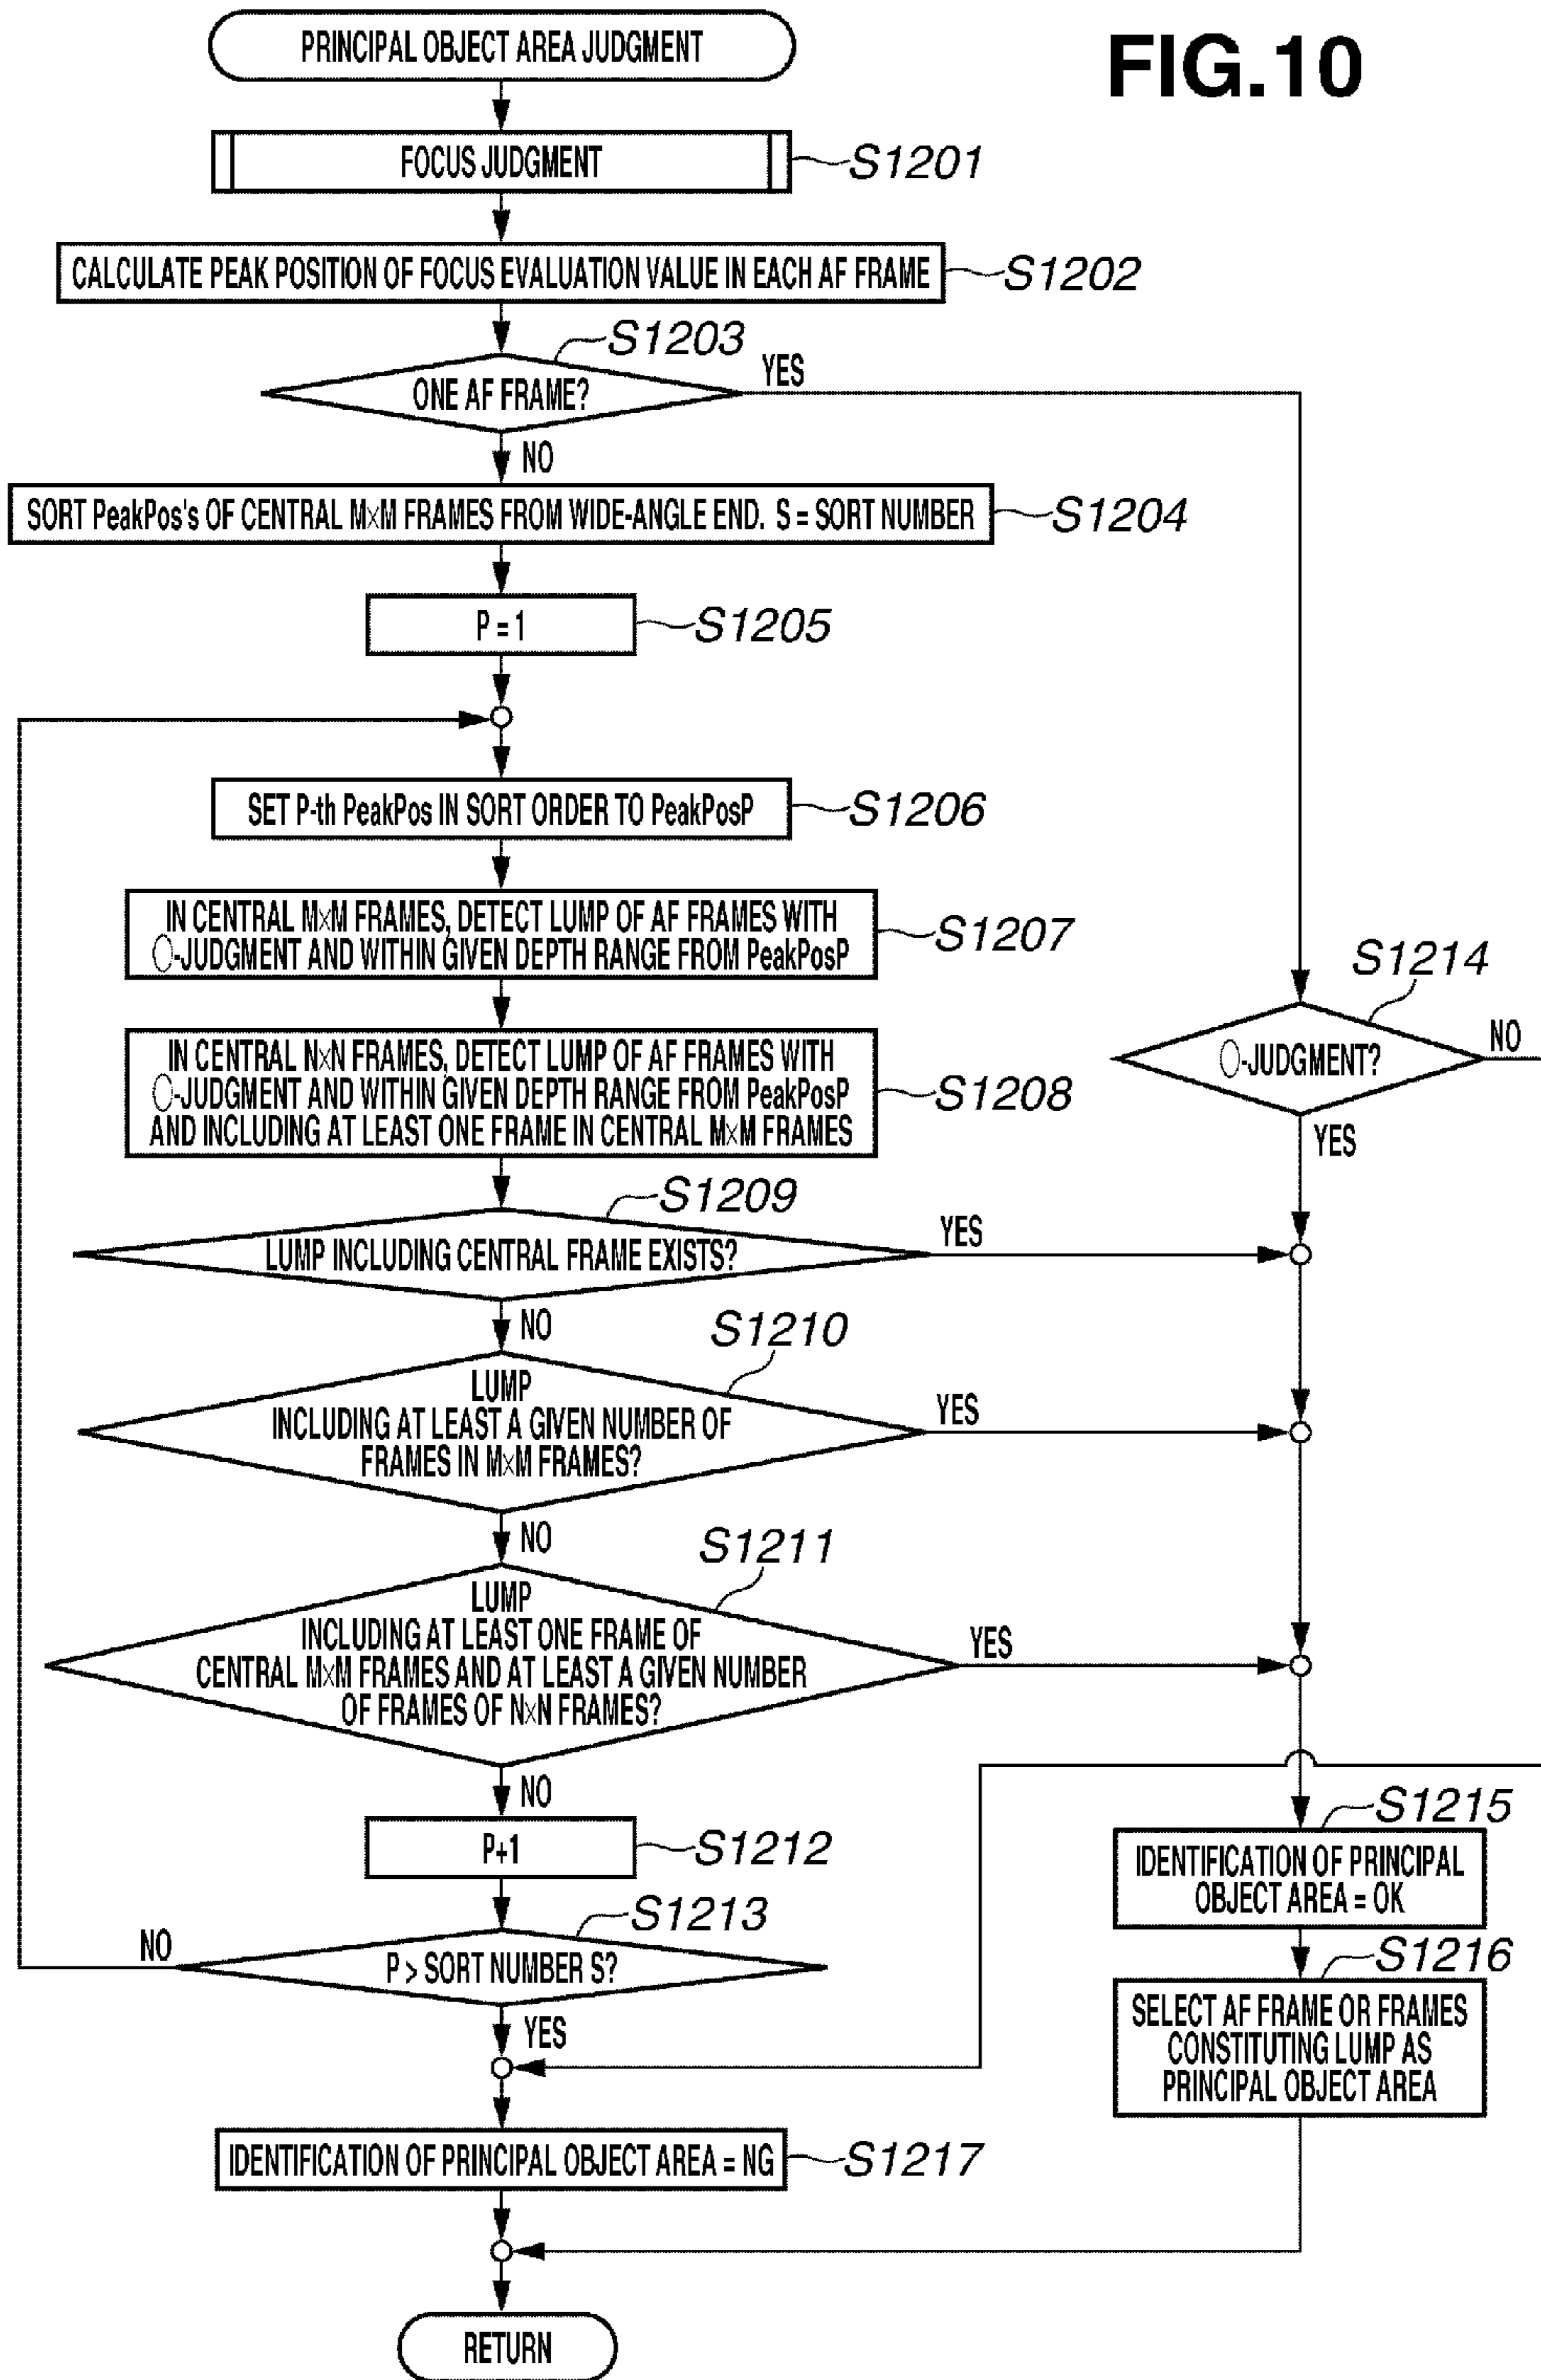 FIG.10
PRINCIPAL OBJECT AREA JUDGMENT
FOCUS JUDGMENT
S1201
CALCULATE PEAK POSITION OF FOCUS EVALUATION VALUE IN EACH AF FRAME
S1202
S1203
ONE AF FRAME?
YES
NO
SORT PeakPos's OF CENTRAL M×M FRAMES FROM WIDE-ANGLE END. S = SORT NUMBER
S1204
P = 1
S1205
SET P-th PeakPos IN SORT ORDER TO PeakPosP
S1206
IN CENTRAL M×M FRAMES, DETECT LUMP OF AF FRAMES WITH
○-JUDGMENT AND WITHIN GIVEN DEPTH RANGE FROM PeakPosP
S1207
IN CENTRAL N×N FRAMES, DETECT LUMP OF AF FRAMES WITH
○-JUDGMENT AND WITHIN GIVEN DEPTH RANGE FROM PeakPosP
AND INCLUDING AT LEAST ONE FRAME IN CENTRAL M×M FRAMES
S1208
S1214
○-JUDGMENT?
NO
YES
S1209
LUMP INCLUDING CENTRAL FRAME EXISTS?
YES
NO
S1210
LUMP
INCLUDING AT LEAST A GIVEN NUMBER OF
FRAMES IN M×M FRAMES?
YES
NO
S1211
LUMP
INCLUDING AT LEAST ONE FRAME OF
CENTRAL M×M FRAMES AND AT LEAST A GIVEN NUMBER
OF FRAMES OF N×N FRAMES?
YES
NO
P+1
S1212
S1213
P > SORT NUMBER S?
NO
YES
S1215
IDENTIFICATION OF PRINCIPAL
OBJECT AREA = OK
S1216
SELECT AF FRAME OR FRAMES
CONSTITUTING LUMP AS
PRINCIPAL OBJECT AREA
IDENTIFICATION OF PRINCIPAL OBJECT AREA = NG
S1217
RETURN